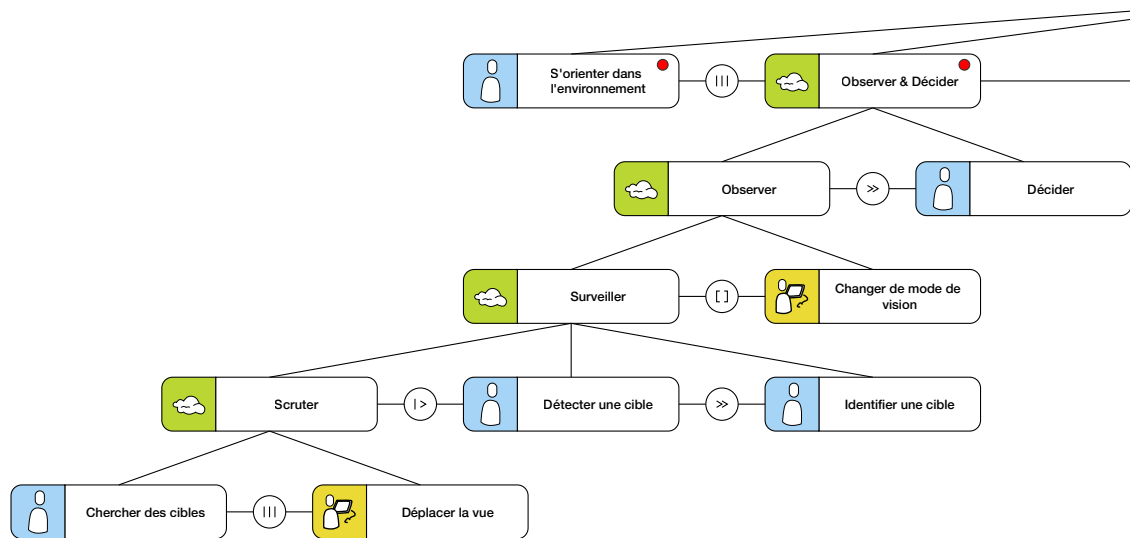 S'orienter dans
l'environnement
|||
Observer & Décider
Observer
>>
Décider
Surveiller
[ ]
Changer de mode de
vision
Scruter
|>
Détecter une cible
>>
Identifier une cible
Chercher des cibles
|||
Déplacer la vue